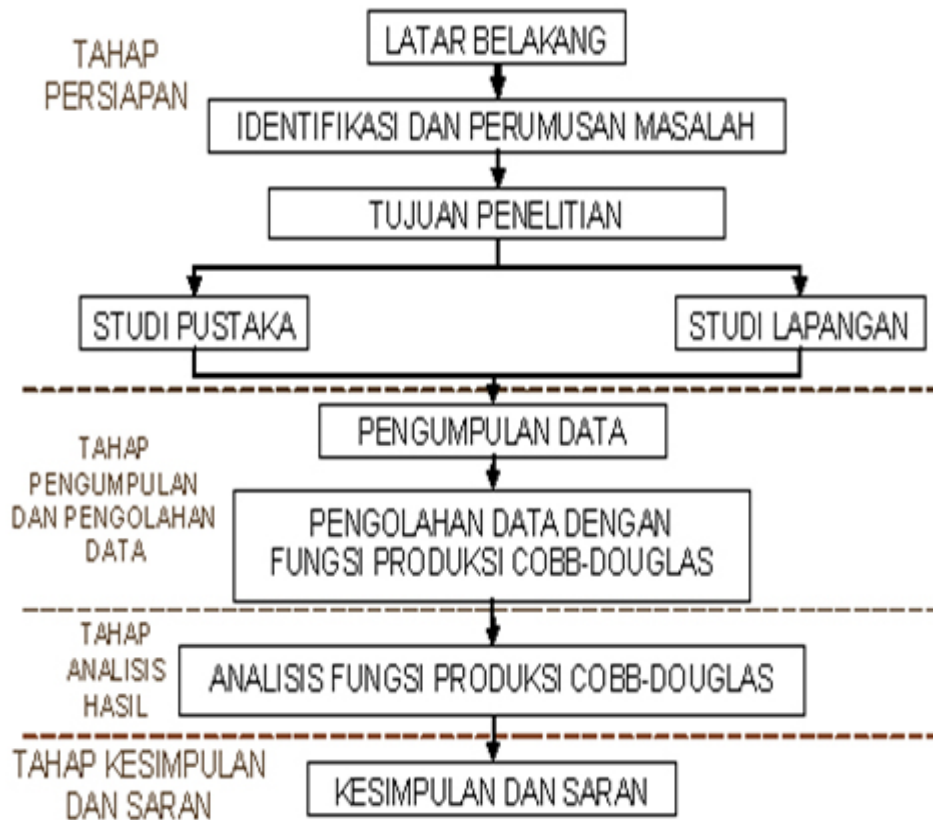 TAHAP
PERSIAPAN
LATAR BELAKANG
IDENTIFIKASI DAN PERUMUSAN MASALAH
TUJUAN PENELITIAN
STUDI PUSTAKA
STUDI LAPANGAN
TAHAP
PENGUMPULAN
DAN PENGOLAHAN
DATA
PENGUMPULAN DATA
PENGOLAHAN DATA DENGAN
FUNGSI PRODUKSI COBB-DOUGLAS
TAHAP
ANALISIS
HASIL
ANALISIS FUNGSI PRODUKSI COBB-DOUGLAS
TAHAP KESIMPULAN
DAN SARAN
KESIMPULAN DAN SARAN